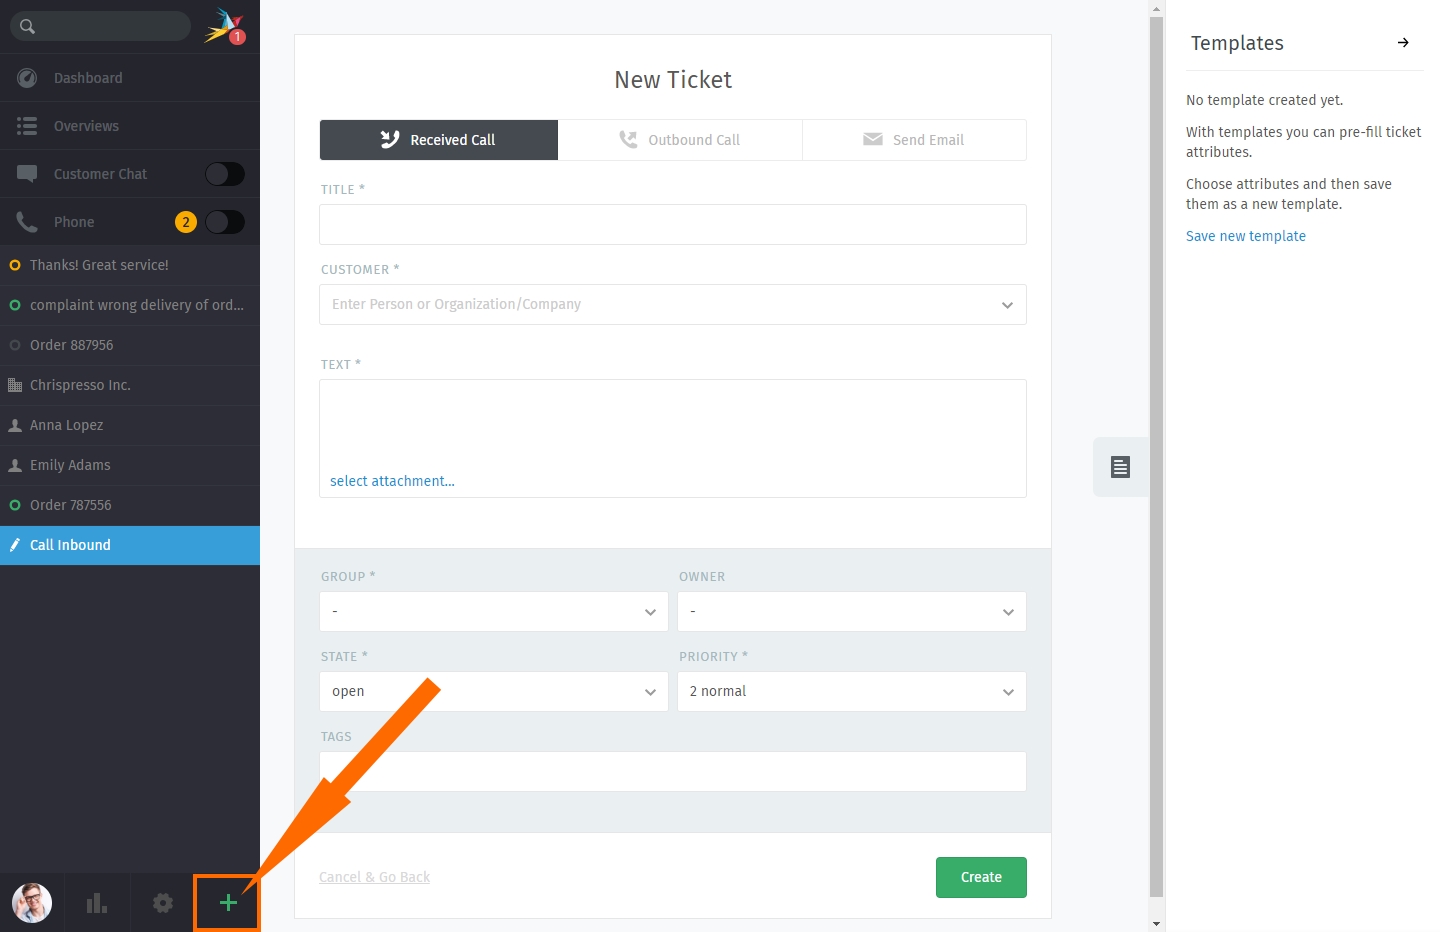 1
Dashboard
Overviews
Customer Chat
Phone
2
Thanks! Great service!
complaint wrong delivery of ord...
Order 887956
Chrispresso Inc.
Anna Lopez
Emily Adams
Order 787556
Call Inbound
New Ticket
Received Call
Outbound Call
Send Email
TITLE *
CUSTOMER *
Enter Person or Organization/Company
TEXT *
select attachment...
GROUP *
OWNER
-
-
STATE *
PRIORITY *
open
2 normal
TAGS
Cancel & Go Back
Create
Templates
No template created yet.
With templates you can pre-fill ticket
attributes.
Choose attributes and then save
them as a new template.
Save new template